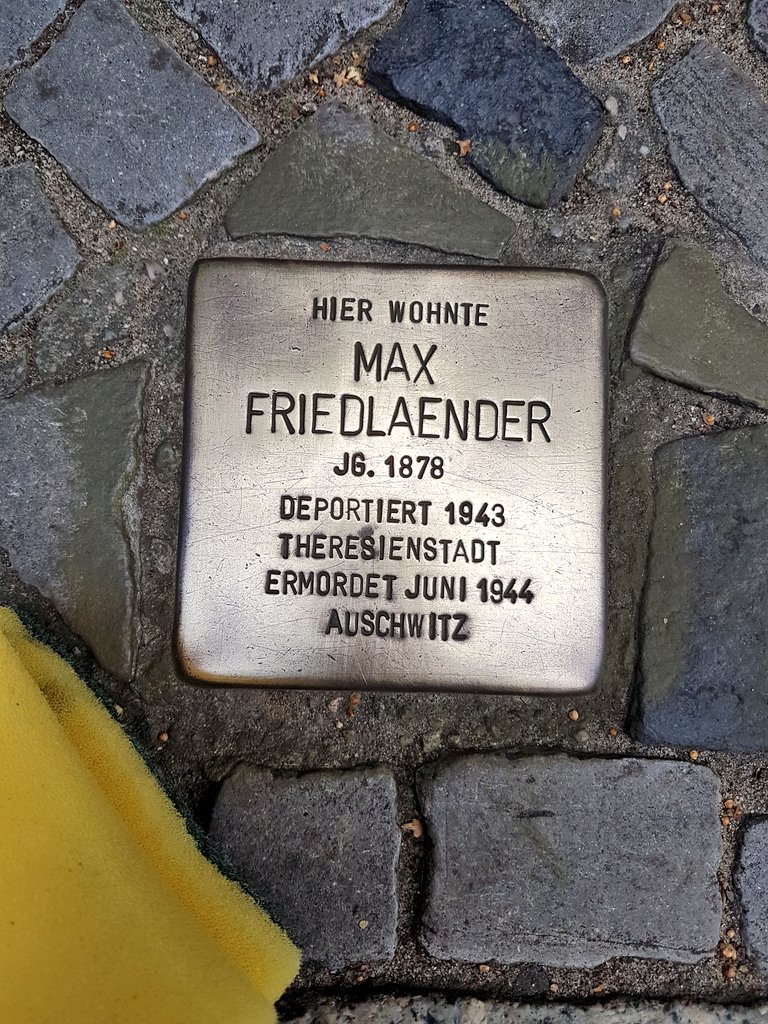 HIER WOHNTE
MAX
FRIEDLAENDER
JG. 1878
DEPORTIERT 1943
THERESIENSTADT
ERMORDET JUNI 1944
AUSCHWITZ